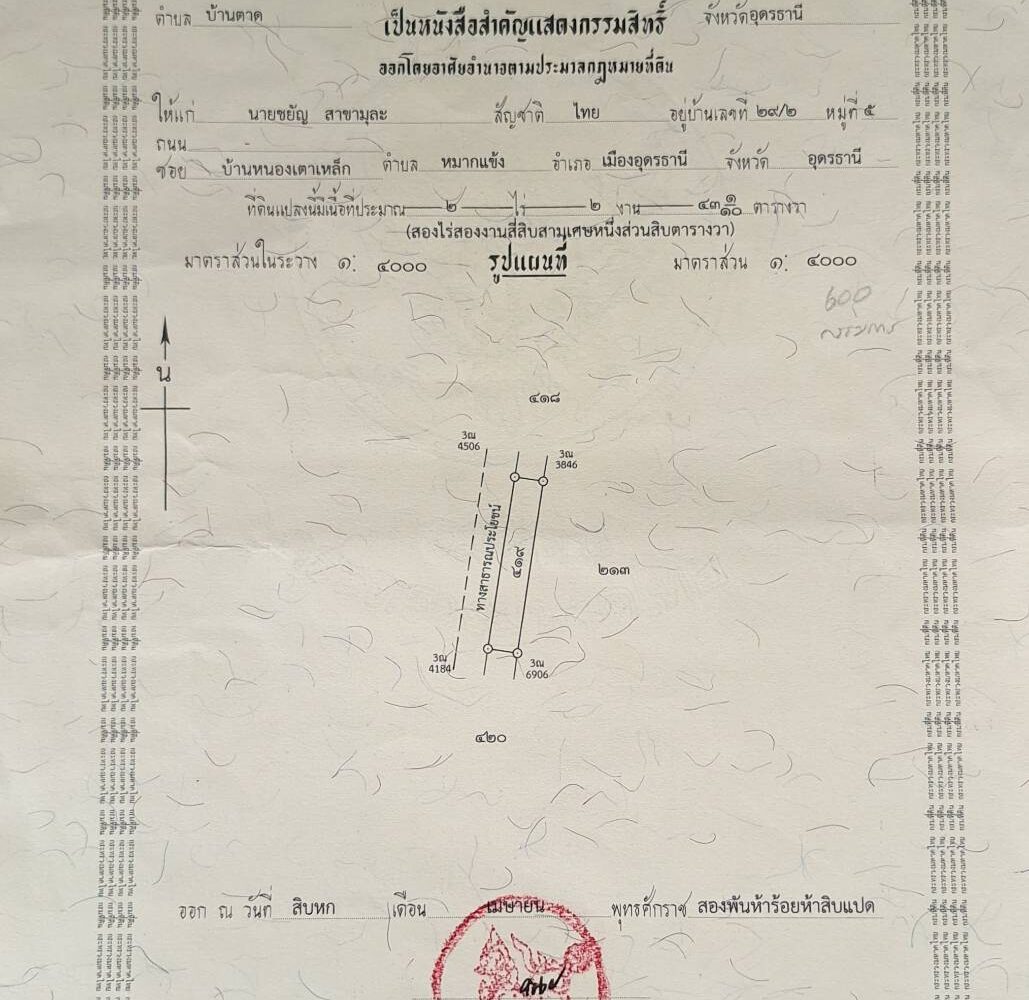 ตำบล บ้านตาด จังหวัดอุดรธานี
เป็นหนังสือสำคัญแสดงกรรมสิทธิ์
ออกโดยอาศัยอำนาจตามประมวลกฎหมายที่ดิน
ให้แก่ นายขยัญ สาขามุละ สัญชาติ ไทย อยู่บ้านเลขที่ ๒๙/๒ หมู่ที่ ๕
ถนน -
ซอย บ้านหนองเตาเหล็ก ตำบล หมากแข้ง อำเภอ เมืองอุดรธานี จังหวัด อุดรธานี
ที่ดินแปลงนี้มีเนื้อที่ประมาณ ๒ ไร่ ๒ งาน ๔๓ ๑/๑๐ ตารางวา
(สองไร่สองงานสี่สิบสามเศษหนึ่งส่วนสิบตารางวา)
มาตราส่วนในระวาง ๑: ๔๐๐๐ รูปแผนที่ มาตราส่วน ๑: ๔๐๐๐
600
น
๔๑๘
3ณ
4506
3ณ
3846
ทางสาธารณประโยชน์
๔๑๙
๒๑๓
3ณ
4184
3ณ
6906
๔๒๐
ออก ณ วันที่ สิบหก เดือน เมษายน พุทธศักราช สองพันห้าร้อยห้าสิบแปด